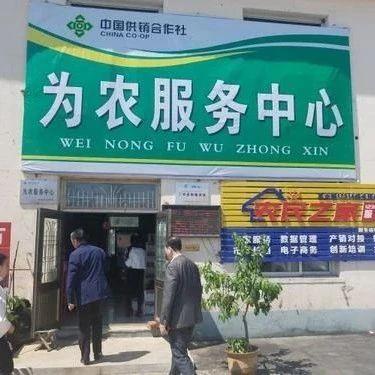 中国供销合作社
CHINA CO-OP
为农服务中心
WEI NONG FU WU ZHONG XIN
为农服务中心
农民之家
数据管理 产销对接
电子商务 创新培训